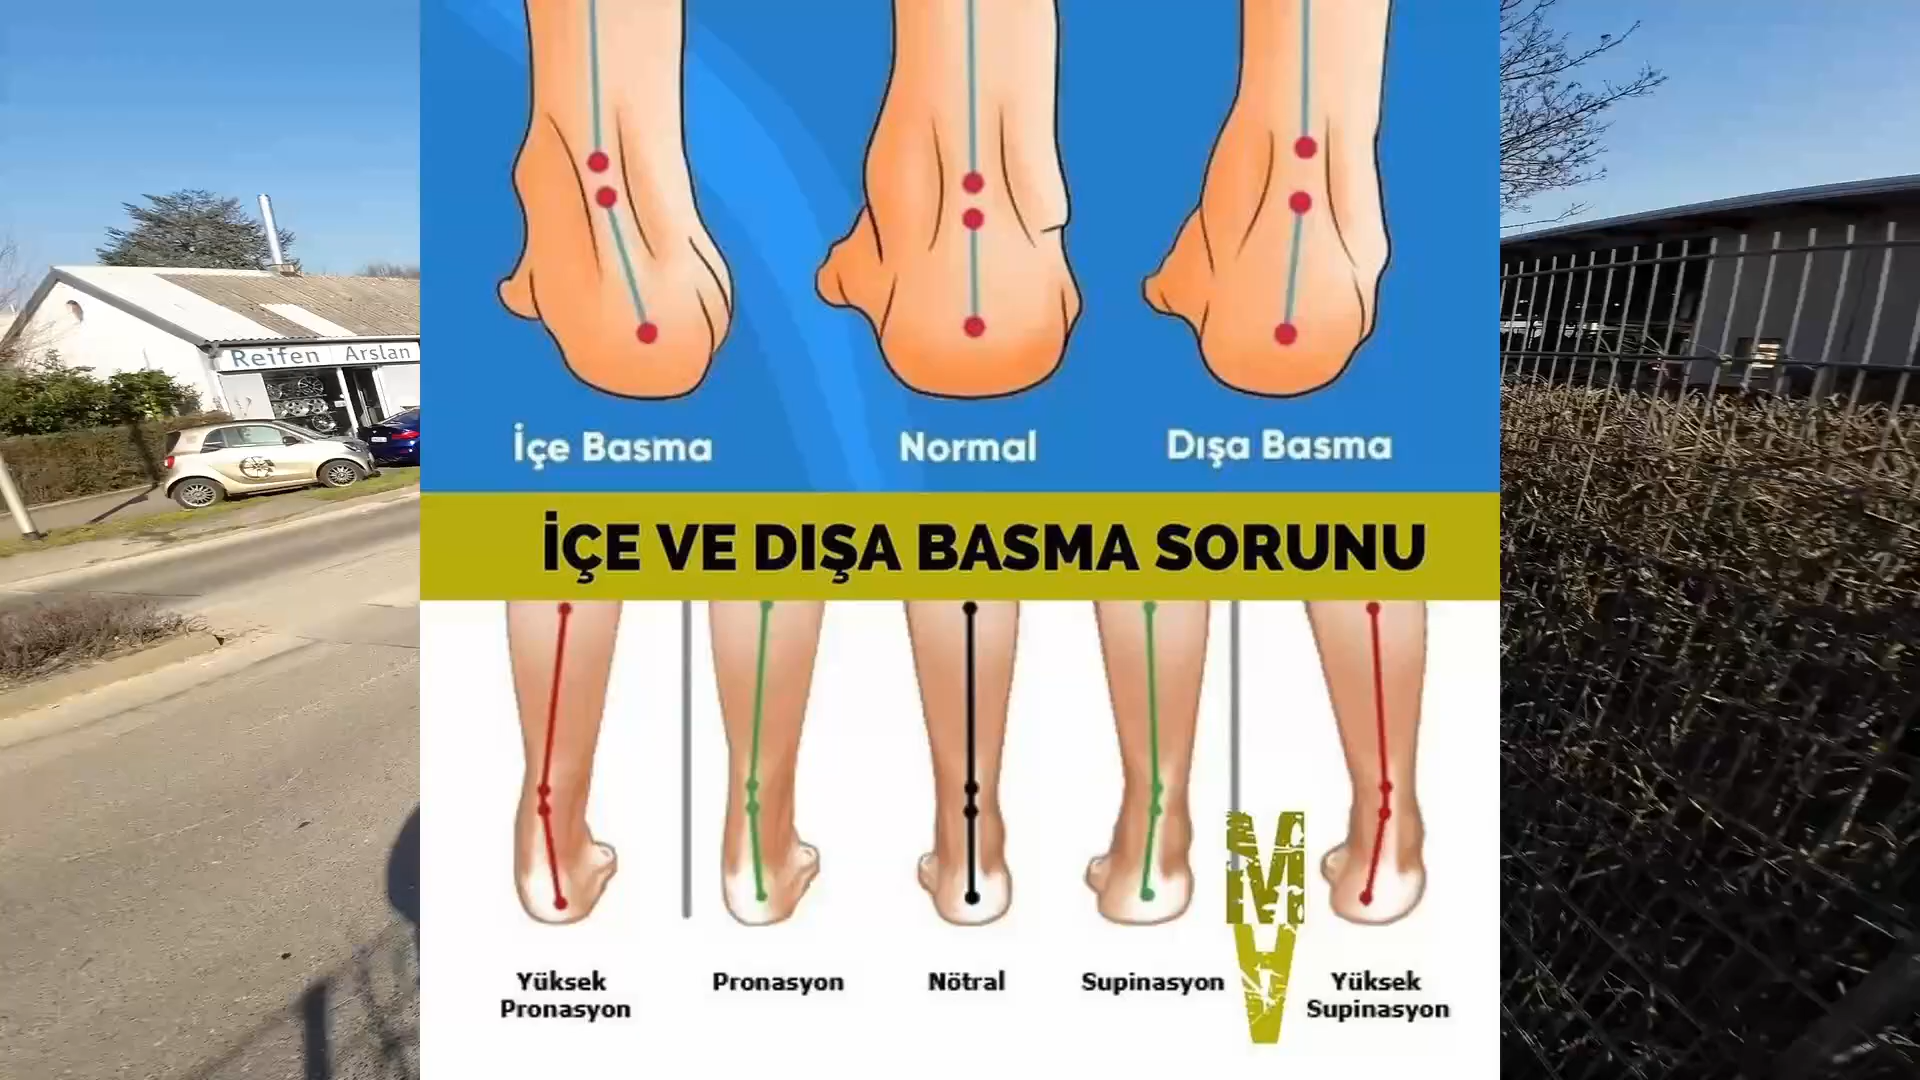 Reifen Arslan
İçe Basma
Normal
Dışa Basma
İÇE VE DIŞA BASMA SORUNU
Yüksek
Pronasyon
Pronasyon
Nötral
Supinasyon
Yüksek
Supinasyon
MV